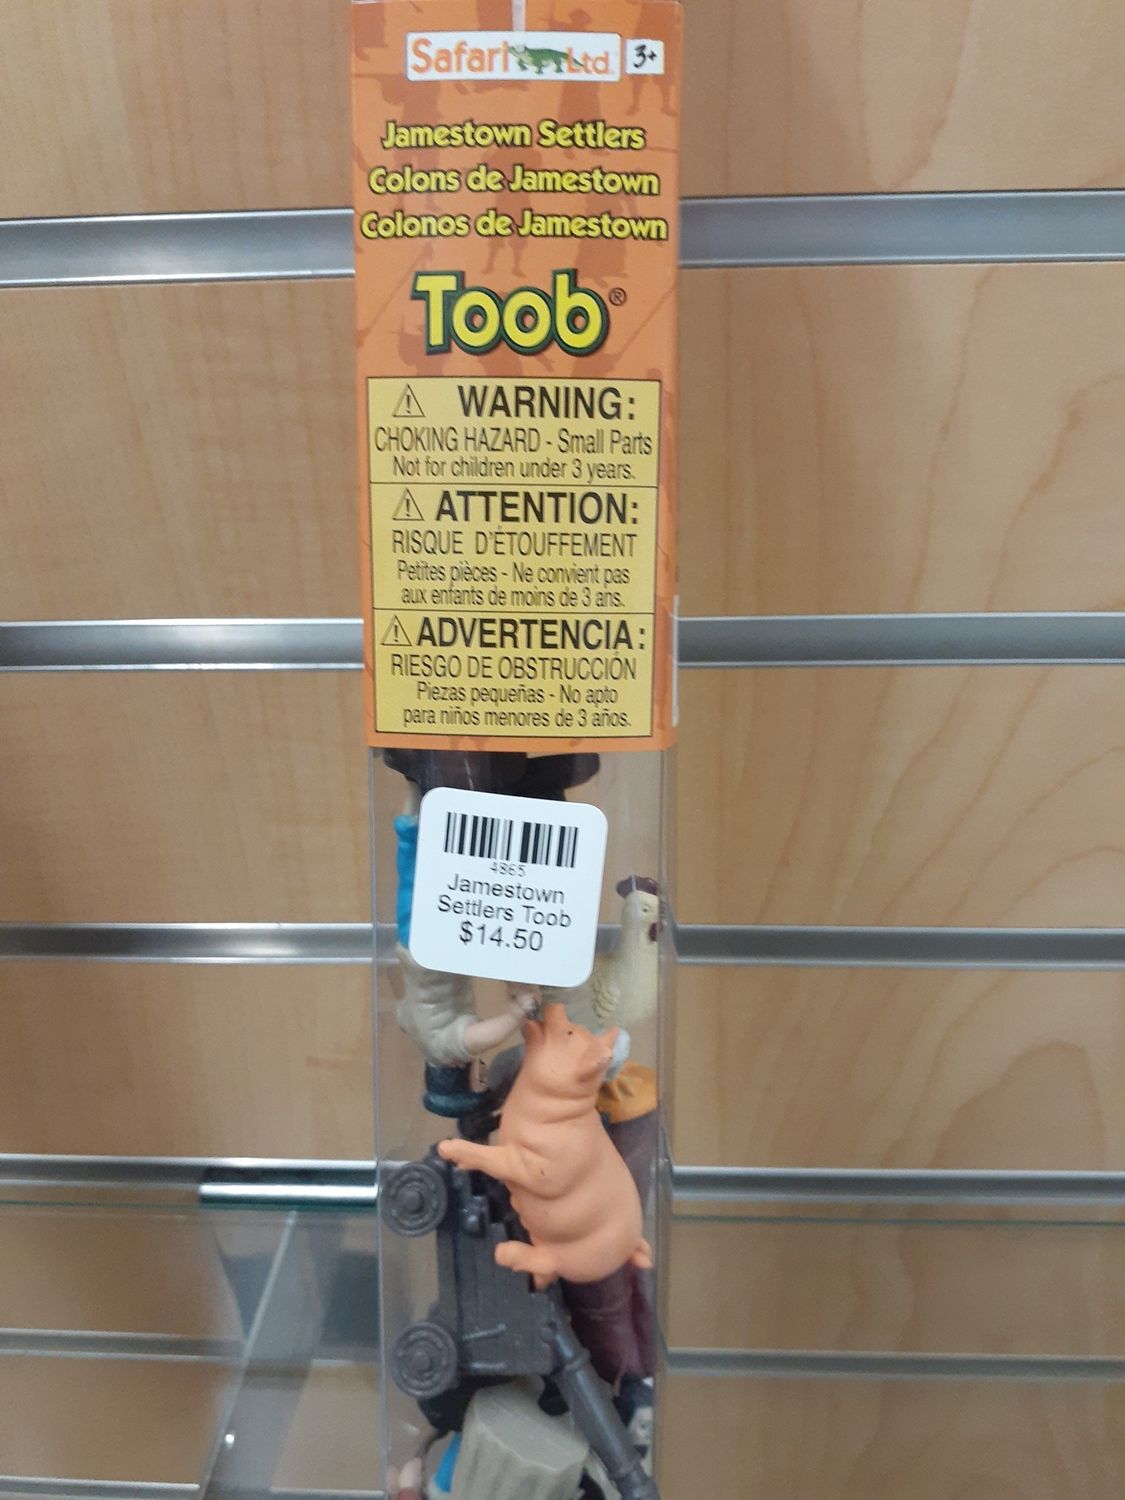 Safari Ltd.
3+
Jamestown Settlers
Colons de Jamestown
Colonos de Jamestown
Toob®
WARNING:
CHOKING HAZARD - Small Parts
Not for children under 3 years.
ATTENTION:
RISQUE D'ÉTOUFFEMENT
Petites pièces - Ne convient pas
aux enfants de moins de 3 ans.
ADVERTENCIA:
RIESGO DE OBSTRUCCIÓN
Piezas pequeñas - No apto
para niños menores de 3 años.
4865
Jamestown
Settlers Toob
$14.50